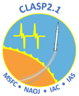 CLASP2.1
MSFC • NAOJ • IAC • IAS